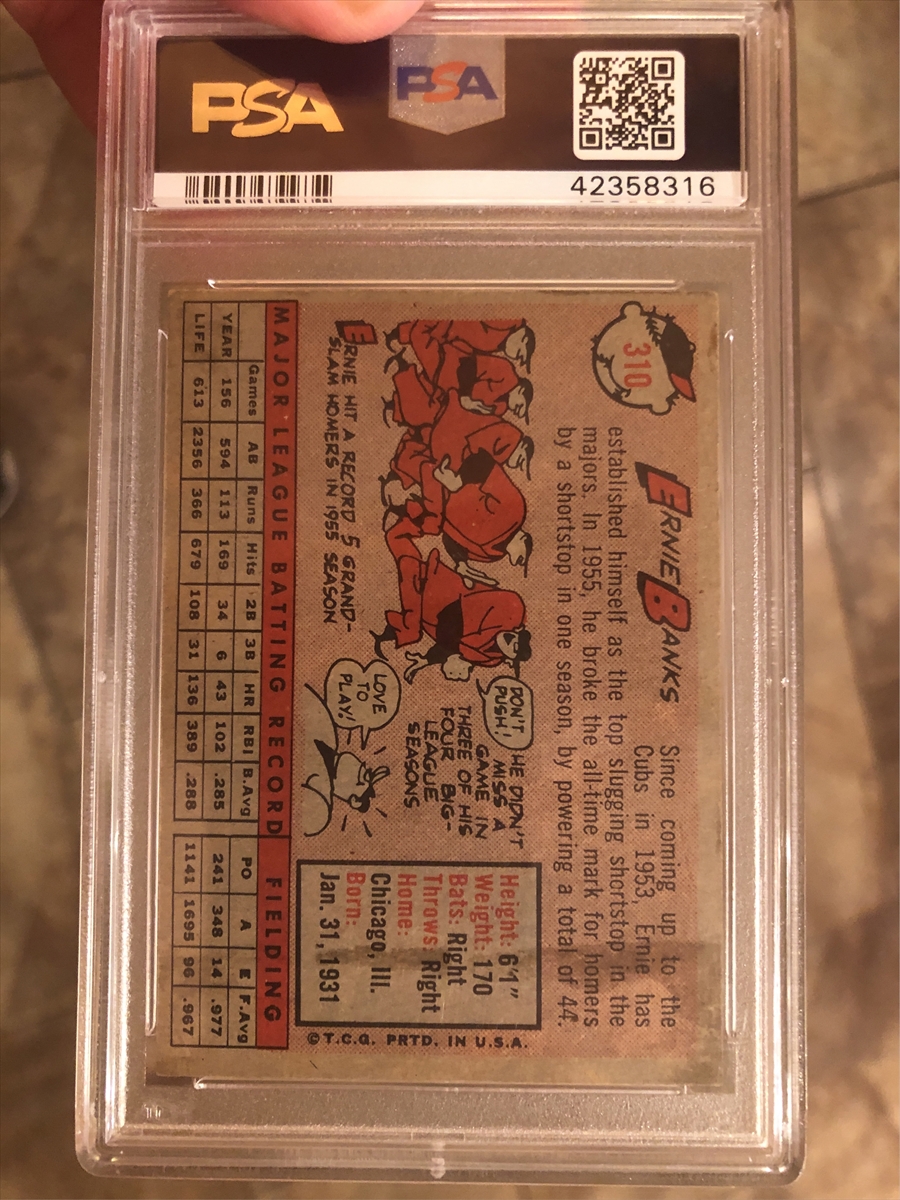 PSA
PSA
42358316
310
ERNIE BANKS
Since coming up to the
Cubs in 1953, Ernie has
established himself as the top slugging shortstop in the
majors. In 1955, he broke the all-time mark for homers
by a shortstop in one season, by powering a total of 44.
DON'T
PUSH!
HE DIDN'T
MISS A
GAME IN
THREE OF HIS
FOUR BIG-
LEAGUE
SEASONS
ERNIE HIT A RECORD 5 GRAND-
SLAM HOMERS IN 1955 SEASON
LOVE
TO
PLAY!
Height: 6'1"
Weight: 170
Bats: Right
Throws: Right
Home:
Chicago, Ill.
Born:
Jan. 31, 1931
MAJOR LEAGUE BATTING RECORD FIELDING
Games AB Runs Hits 2B 3B HR RBI B.Avg PO A E F.Avg
YEAR 156 594 113 169 34 6 43 102 .285 241 348 14 .977
LIFE 613 2356 366 679 108 31 136 389 .288 1141 1695 96 .967
©T.C.G. PRTD. IN U.S.A.